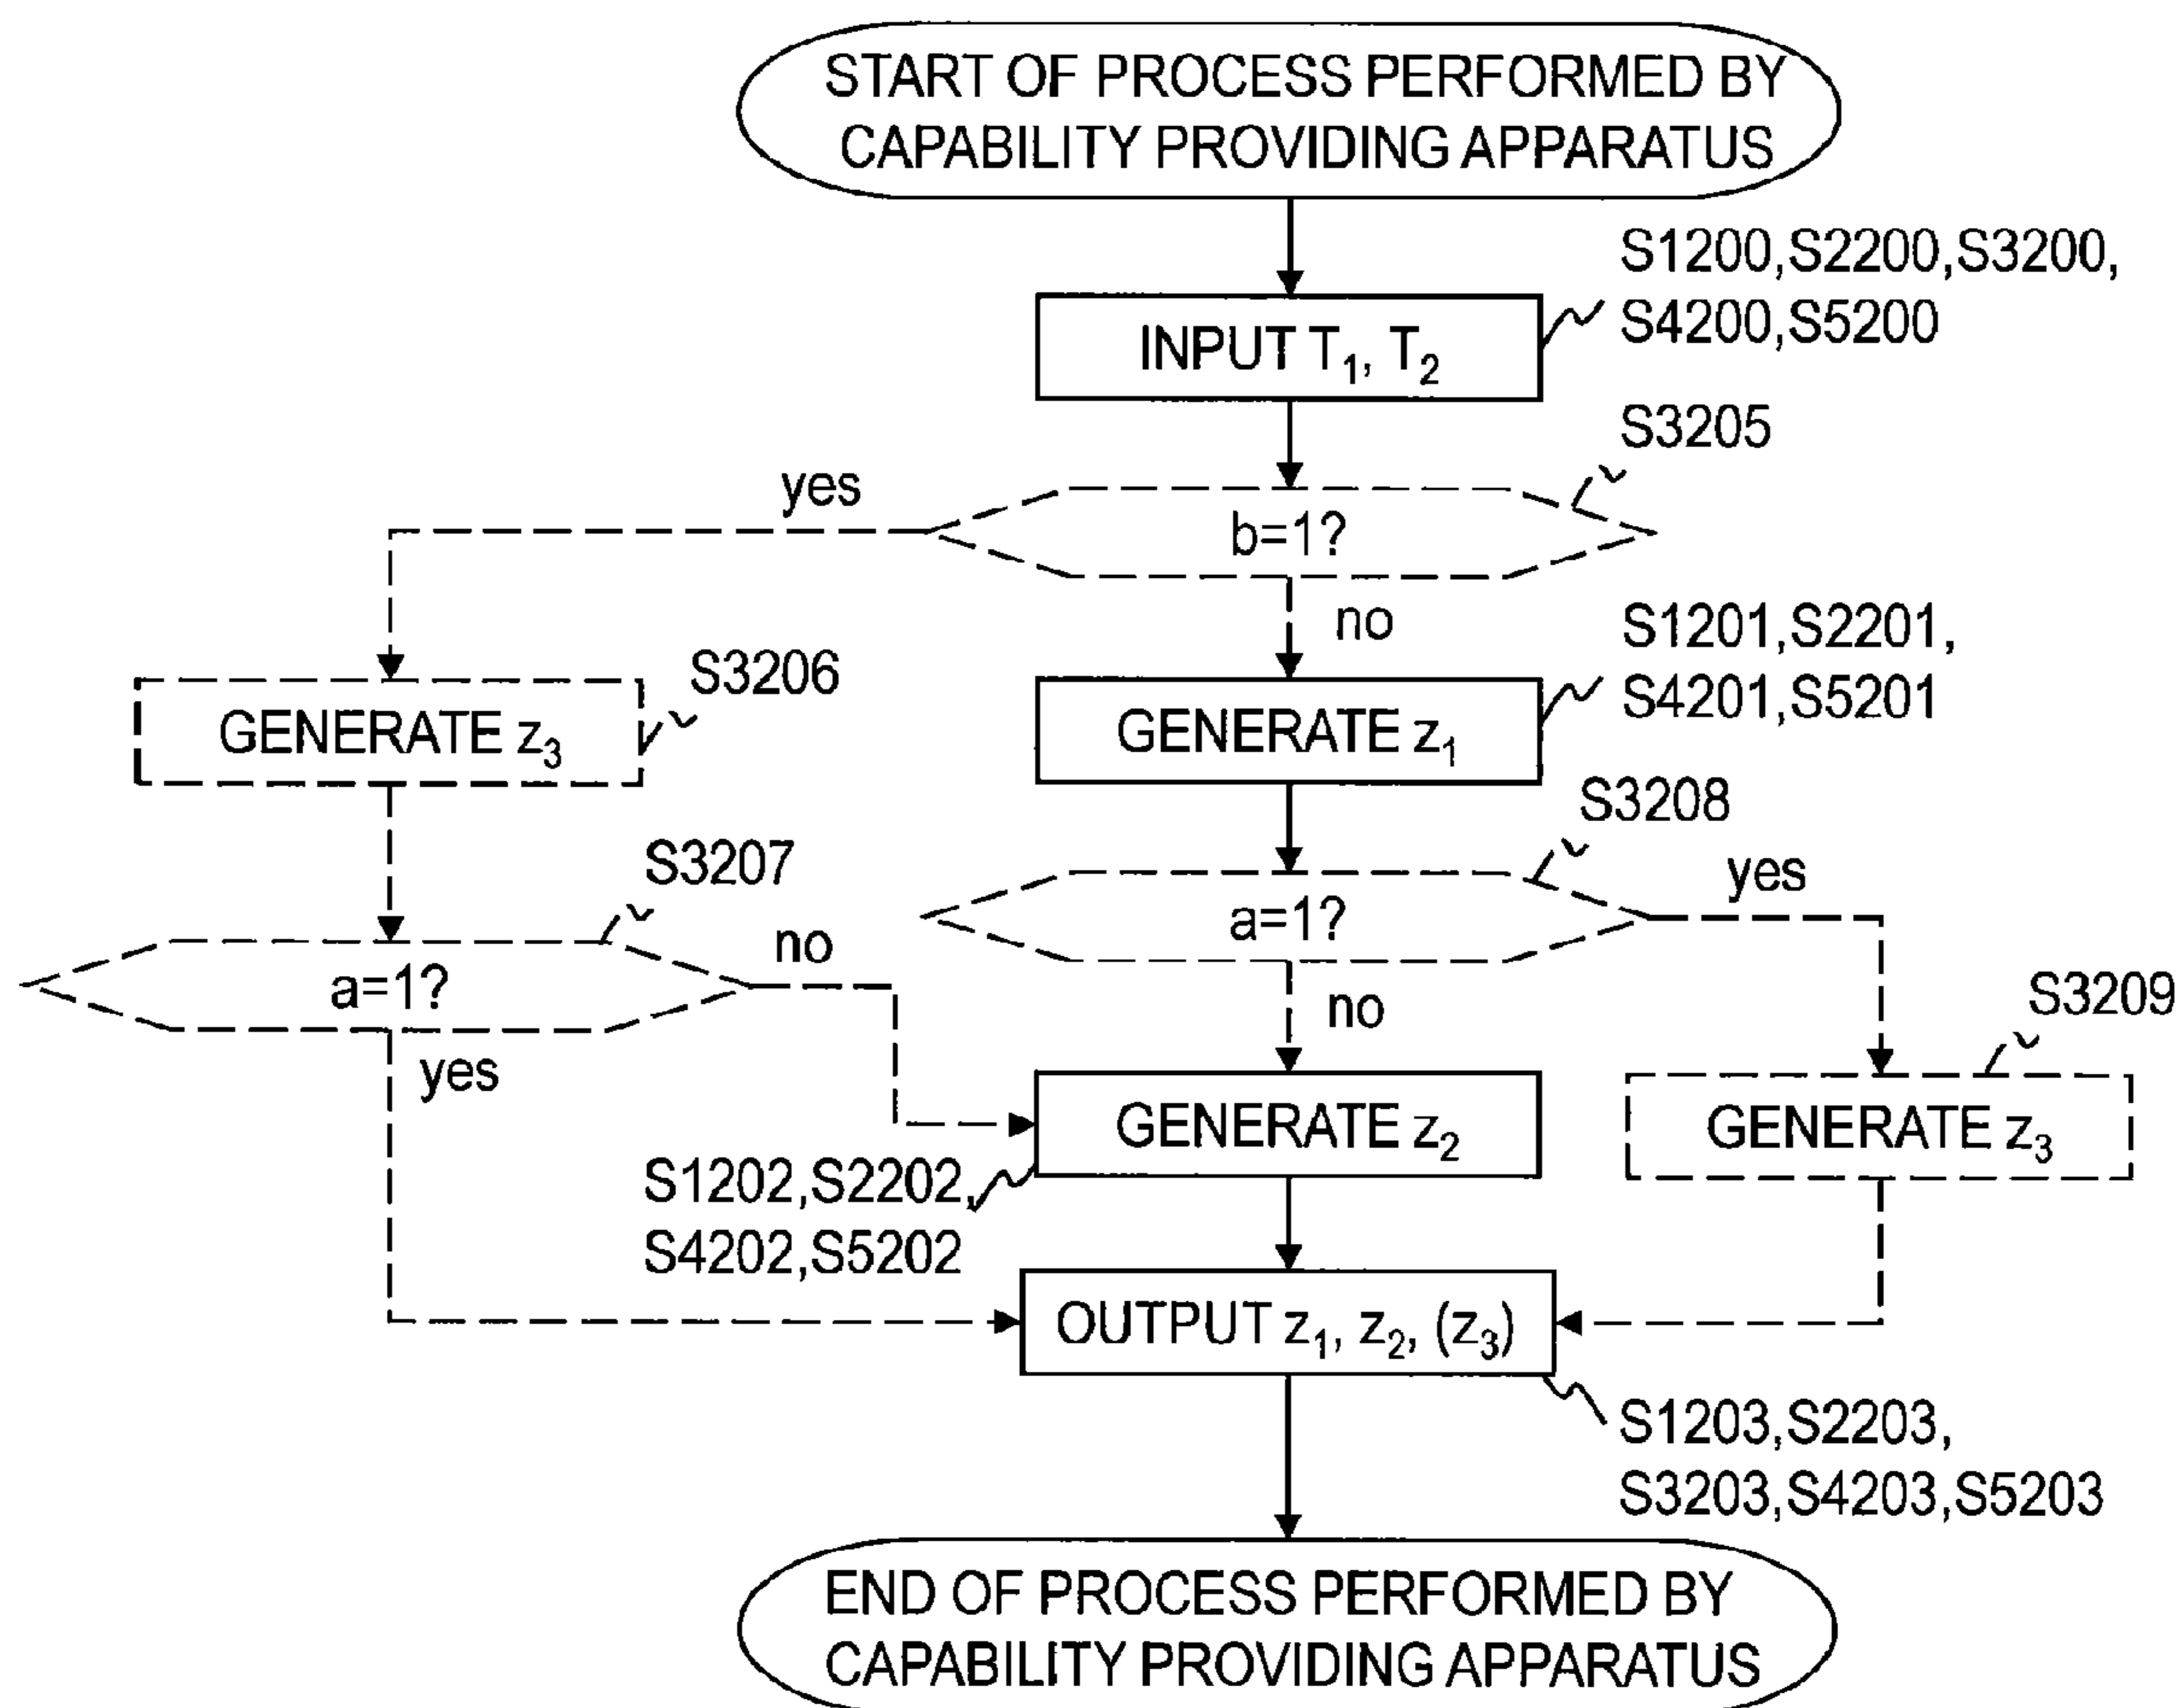 START OF PROCESS PERFORMED BY
CAPABILITY PROVIDING APPARATUS
S1200,S2200,S3200,
S4200,S5200
INPUT T₁, T₂
S3205
yes
b=1?
no
S1201,S2201,
S4201,S5201
S3206
GENERATE z₃
GENERATE z₁
S3208
S3207
yes
a=1?
no
a=1?
no
S3209
yes
GENERATE z₂
GENERATE z₃
S1202,S2202,
S4202,S5202
OUTPUT z₁, z₂, (z₃)
S1203,S2203,
S3203,S4203,S5203
END OF PROCESS PERFORMED BY
CAPABILITY PROVIDING APPARATUS